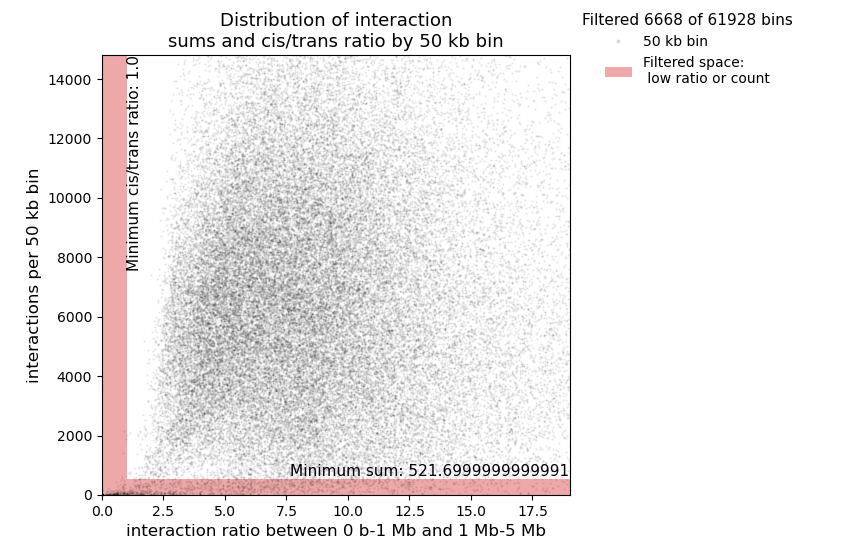 Distribution of interaction
sums and cis/trans ratio by 50 kb bin
Filtered 6668 of 61928 bins
50 kb bin
Filtered space:
low ratio or count
Minimum cis/trans ratio: 1.0
interactions per 50 kb bin
14000
12000
10000
8000
6000
4000
2000
0
Minimum sum: 521.6999999999991
0.0 2.5 5.0 7.5 10.0 12.5 15.0 17.5
interaction ratio between 0 b-1 Mb and 1 Mb-5 Mb